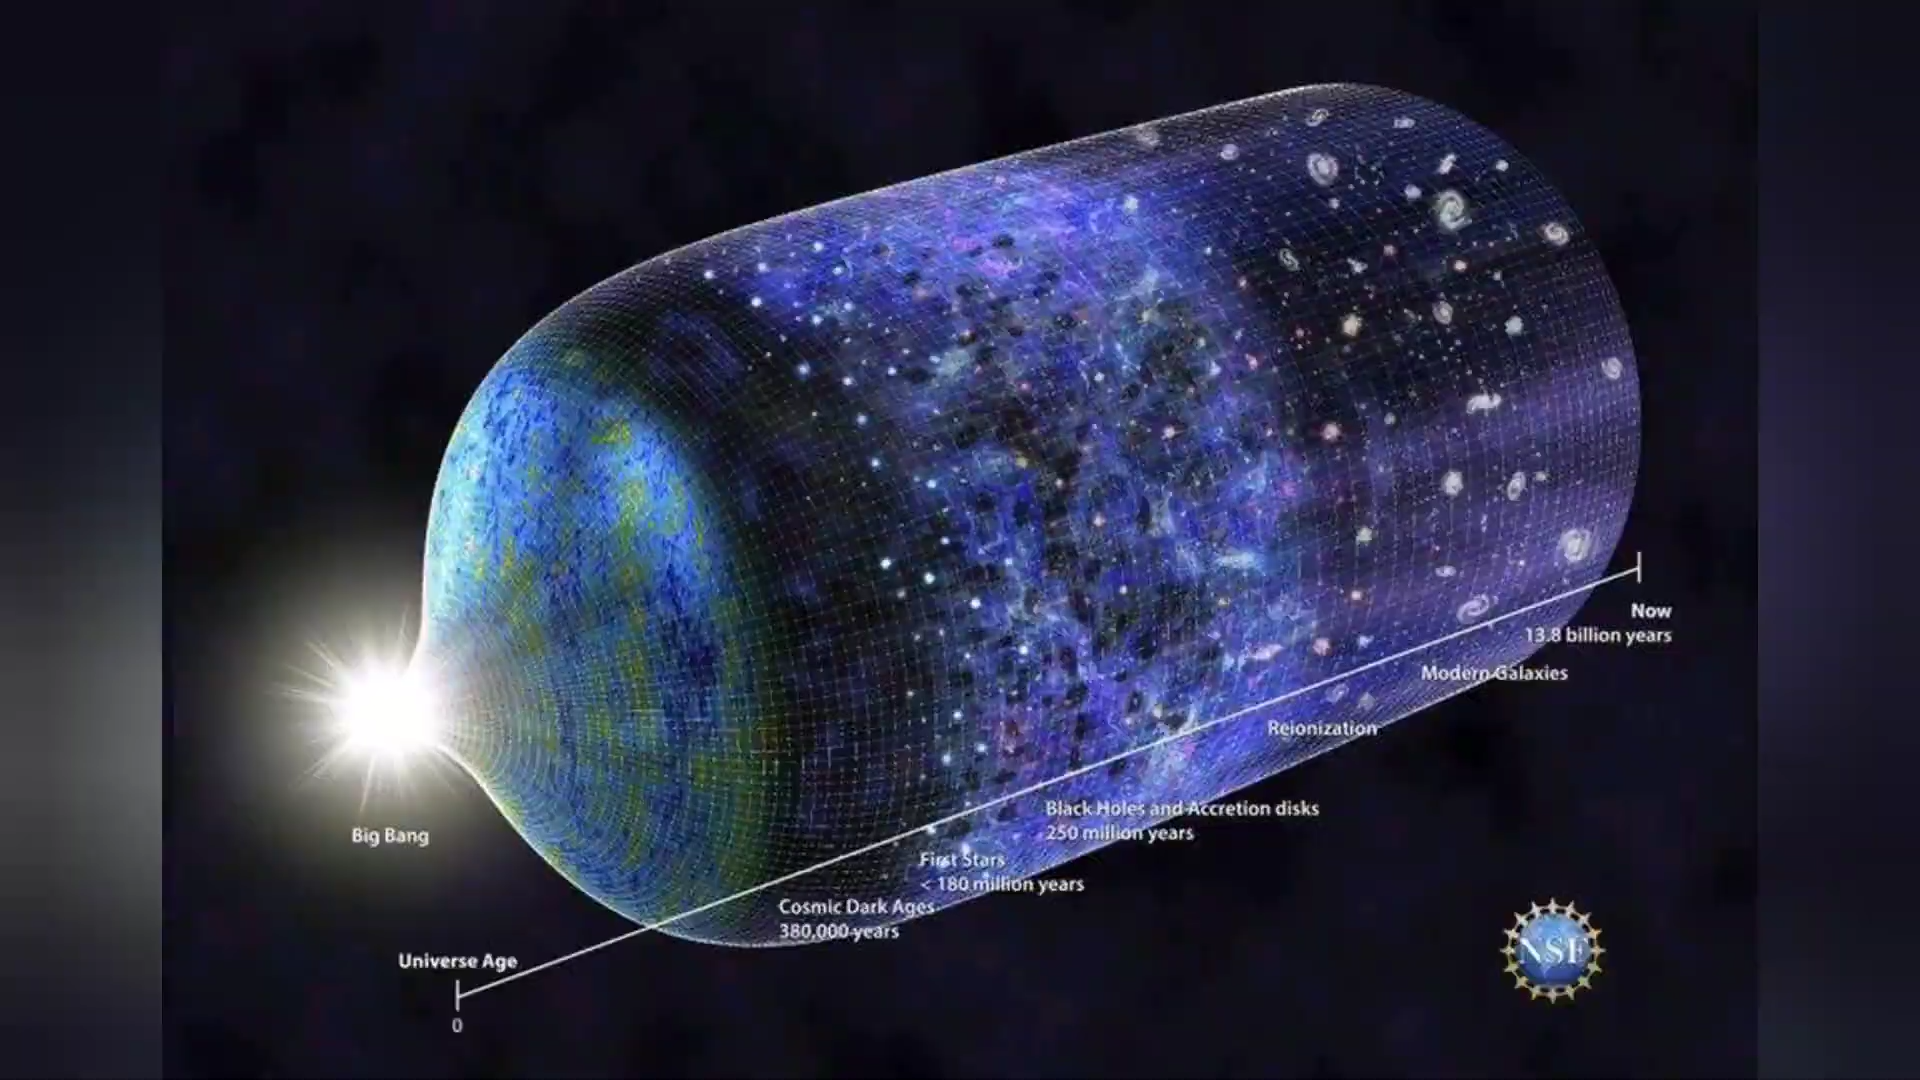 Big Bang
Universe Age
0
Cosmic Dark Ages
380,000 years
First Stars
< 180 million years
Black Holes and Accretion disks
250 million years
Reionization
Modern Galaxies
Now
13.8 billion years
NSF